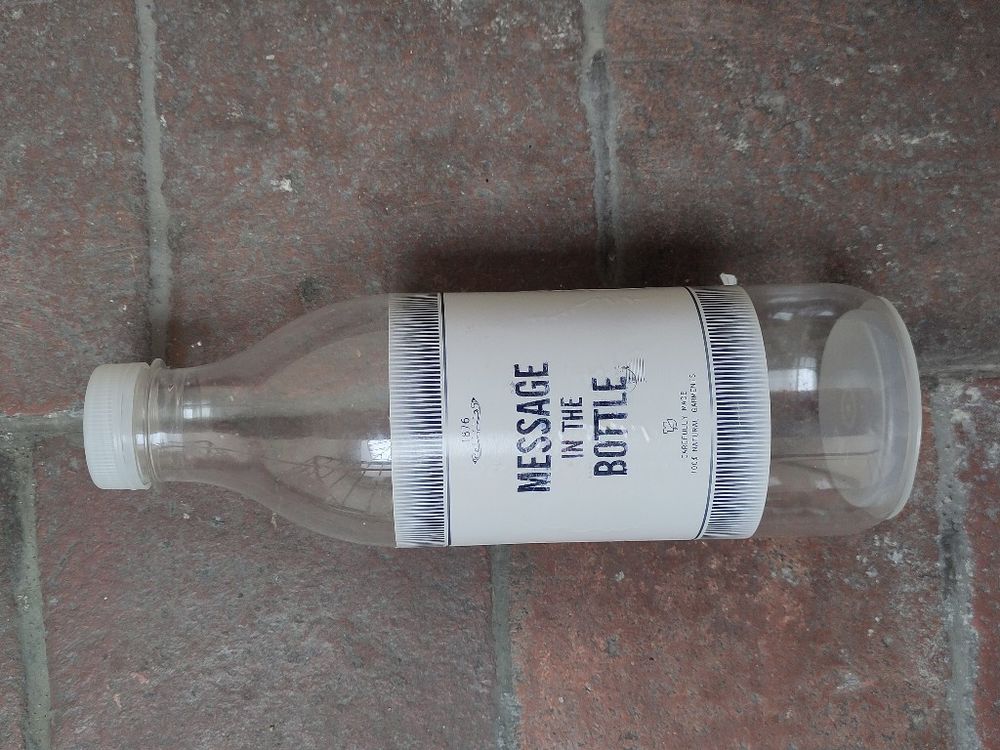 1876
MESSAGE
IN THE
BOTTLE
CAREFULLY MADE
100% NATURAL GARMENTS